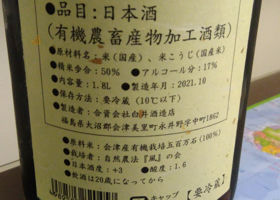 ●品目:日本酒
(有機農畜産物加工酒類)
●原材料名:米(国産)、米こうじ(国産米)
●精米歩合:50% ●アルコール分:17%
●内容量:1.8L ●製造年月:2021.10
●保存方法:要冷蔵(10℃以下)
●製造者:合資会社白井酒造店
福島県大沼郡会津美里町永井野字中町1862
●原料米:会津産有機栽培五百万石(100%)
●栽培者:自然農法『風』の会
●日本酒度:+3 ●酸度:1.6
●飲酒は20歳になってから
キャップ 【要冷蔵】